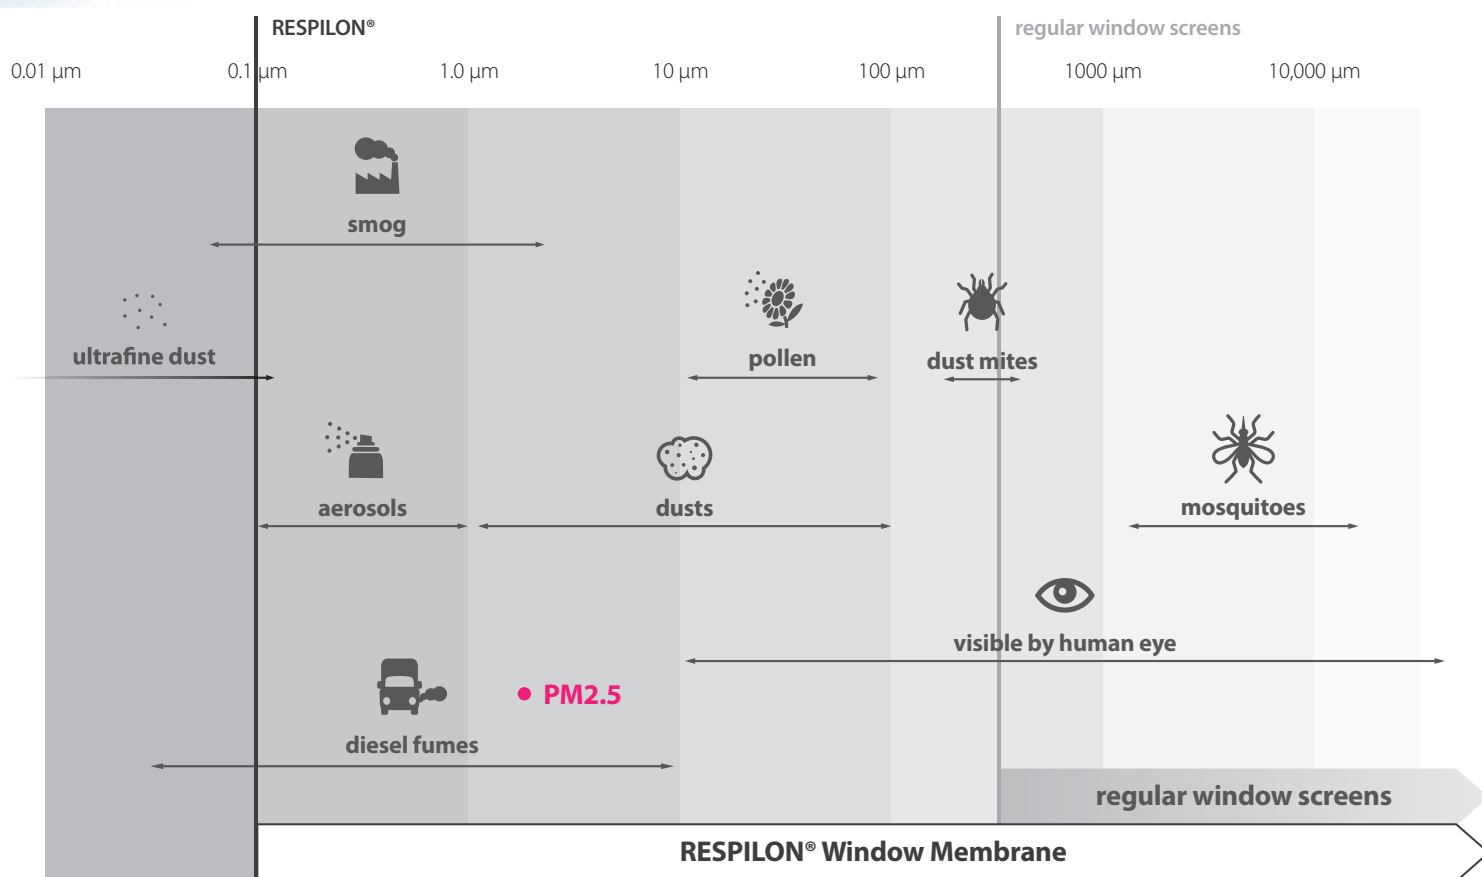 RESPILON®
regular window screens
0.01 µm
0.1 µm
1.0 µm
10 µm
100 µm
1000 µm
10,000 µm
smog
ultrafine dust
pollen
dust mites
aerosols
dusts
mosquitoes
visible by human eye
PM2.5
diesel fumes
regular window screens
RESPILON® Window Membrane